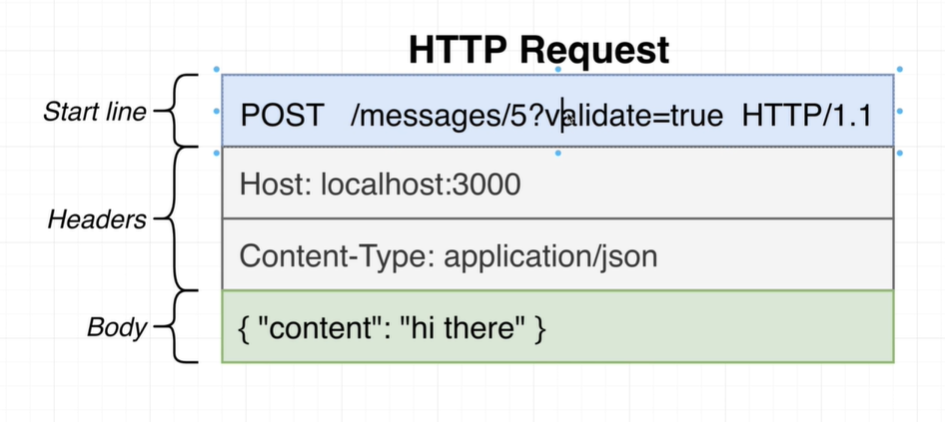 HTTP Request
Start line
POST /messages/5?validate=true HTTP/1.1
Headers
Host: localhost:3000
Content-Type: application/json
Body
{ "content": "hi there" }